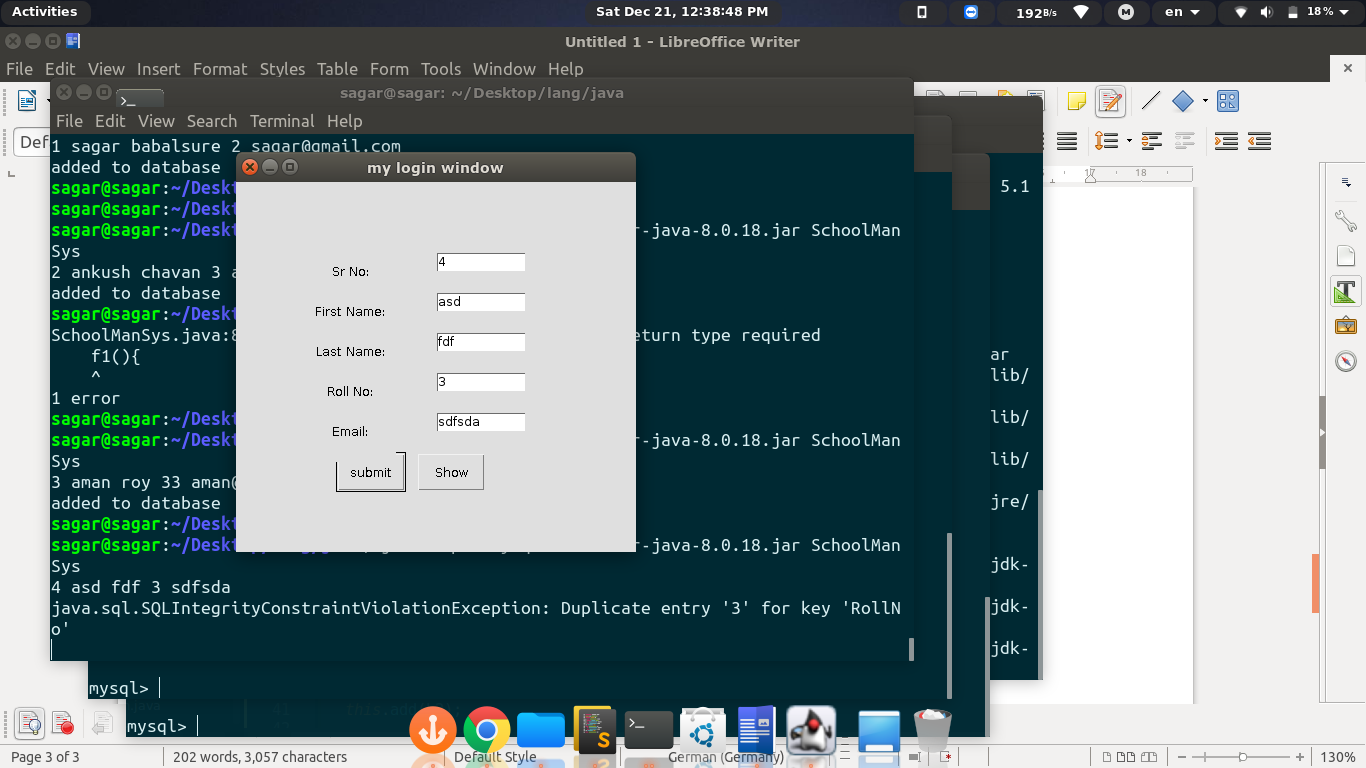 Activities
Sat Dec 21, 12:38:48 PM
192B/s
M
en
18%
Untitled 1 - LibreOffice Writer
File Edit View Insert Format Styles Table Form Tools Window Help
sagar@sagar: ~/Desktop/lang/java
File Edit View Search Terminal Help
Def
17 18
1 sagar babalsure 2 sagar@gmail.com
added to database
my login window
sagar@sagar:~/Deskt
5.1
sagar@sagar:~/Deskt
sagar@sagar:~/Deskt
r-java-8.0.18.jar SchoolMan
Sys
2 ankush chavan 3 a
added to database
sagar@sagar:~/Deskt
SchoolManSys.java:8
eturn type required
f1(){
^
1 error
sagar@sagar:~/Deskt
sagar@sagar:~/Deskt
r-java-8.0.18.jar SchoolMan
Sys
3 aman roy 33 aman@
added to database
sagar@sagar:~/Deskt
sagar@sagar:~/Deskt
r-java-8.0.18.jar SchoolMan
Sys
4 asd fdf 3 sdfsda
java.sql.SQLIntegrityConstraintViolationException: Duplicate entry '3' for key 'RollN
o'
Sr No: 4
First Name: asd
Last Name: fdf
Roll No: 3
Email: sdfsda
submit Show
ar
lib/
lib/
lib/
jre/
jdk-
jdk-
jdk-
mysql>
mysql>
Page 3 of 3
202 words, 3,057 characters
Default Style
German (Germany)
130%